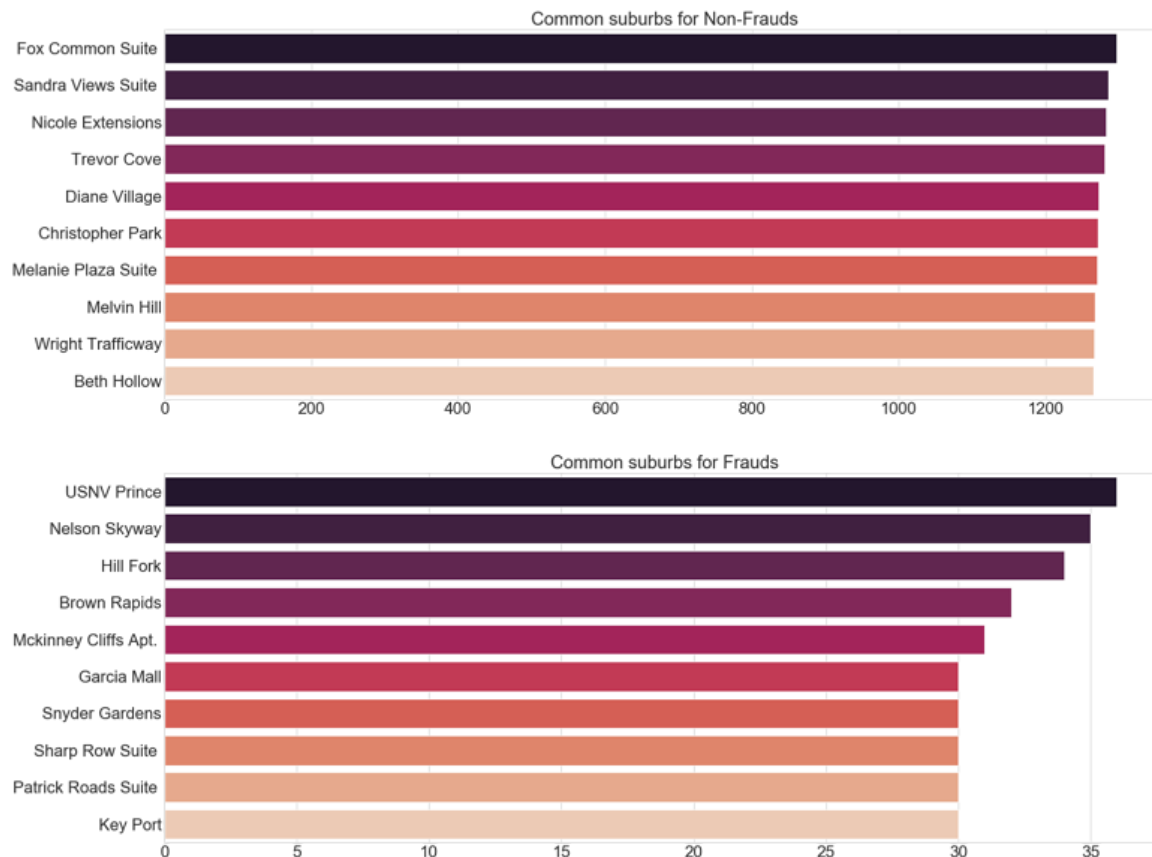 Common suburbs for Non-Frauds
Fox Common Suite
Sandra Views Suite
Nicole Extensions
Trevor Cove
Diane Village
Christopher Park
Melanie Plaza Suite
Melvin Hill
Wright Trafficway
Beth Hollow
0 200 400 600 800 1000 1200
Common suburbs for Frauds
USNV Prince
Nelson Skyway
Hill Fork
Brown Rapids
Mckinney Cliffs Apt.
Garcia Mall
Snyder Gardens
Sharp Row Suite
Patrick Roads Suite
Key Port
0 5 10 15 20 25 30 35